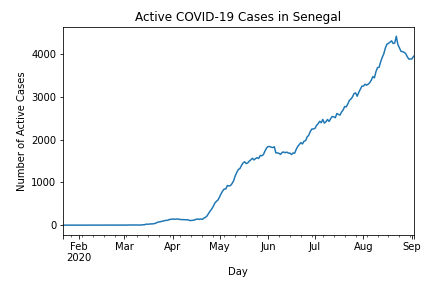 Active COVID-19 Cases in Senegal
Number of Active Cases
4000
3000
2000
1000
0
Feb Mar Apr May Jun Jul Aug Sep
2020
Day